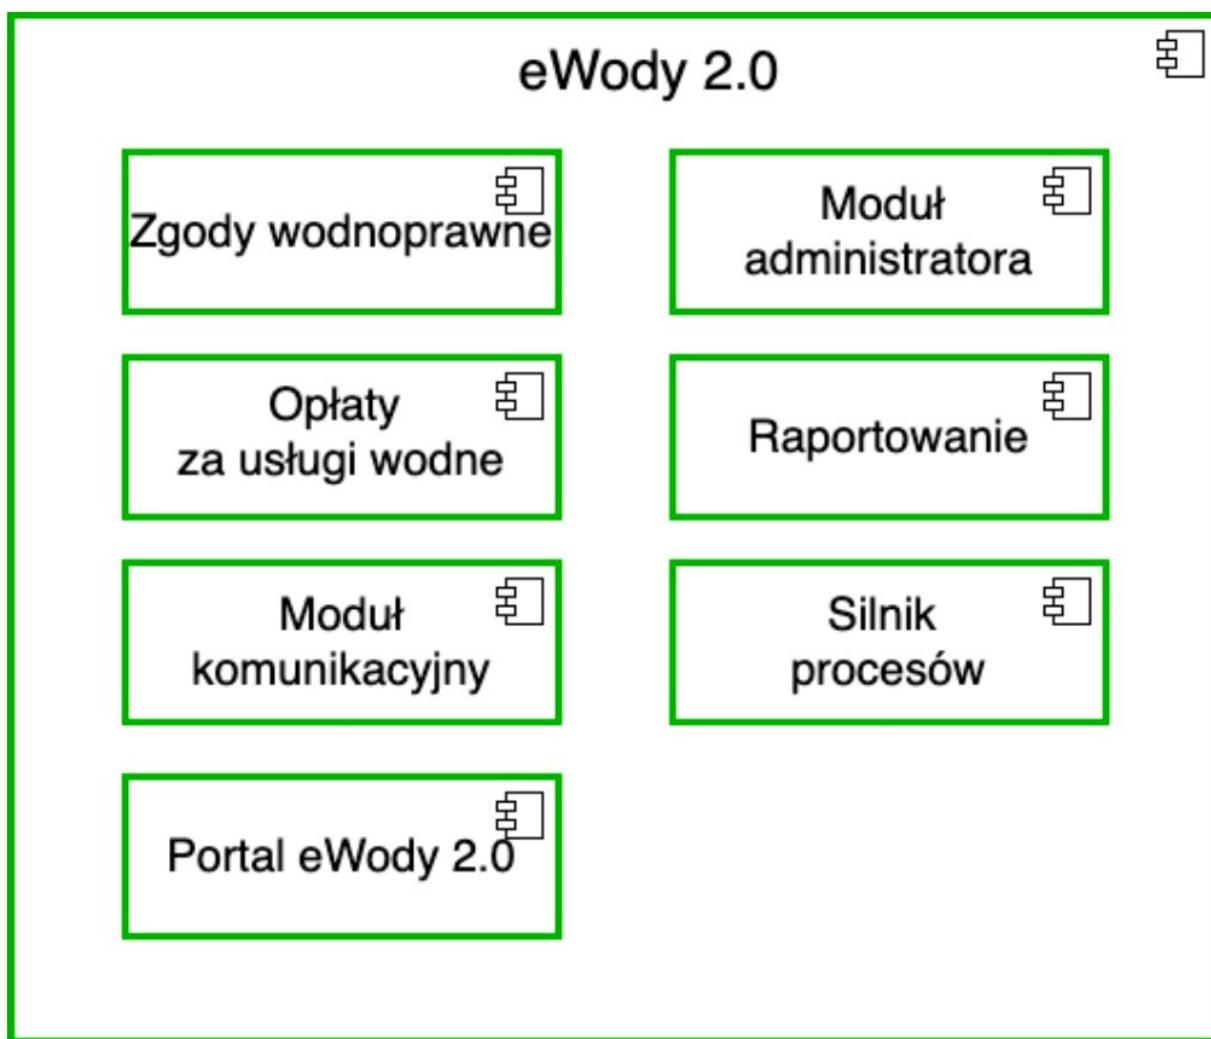 eWody 2.0
Zgody wodnoprawne
Moduł
administratora
Opłaty
za usługi wodne
Raportowanie
Moduł
komunikacyjny
Silnik
procesów
Portal eWody 2.0